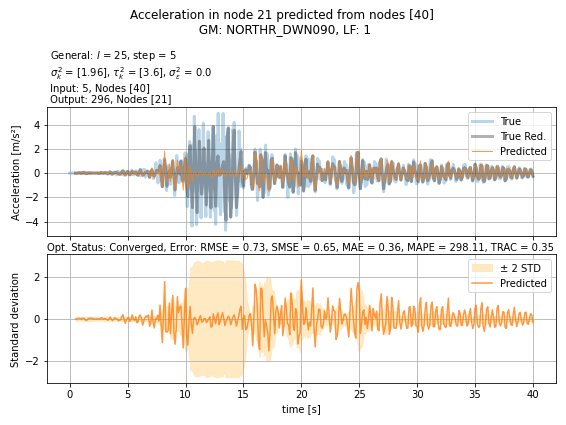 Acceleration in node 21 predicted from nodes [40]
GM: NORTHR_DWN090, LF: 1
General: l = 25, step = 5
σ²ₖ = [1.96], τ²ₖ = [3.6], σ²ₜ = 0.0
Input: 5, Nodes [40]
Output: 296, Nodes [21]
True
True Red.
Predicted
Acceleration [m/s²]
4
2
0
−2
−4
Opt. Status: Converged, Error: RMSE = 0.73, SMSE = 0.65, MAE = 0.36, MAPE = 298.11, TRAC = 0.35
± 2 STD
Predicted
Standard deviation
2
0
−2
0 5 10 15 20 25 30 35 40
time [s]